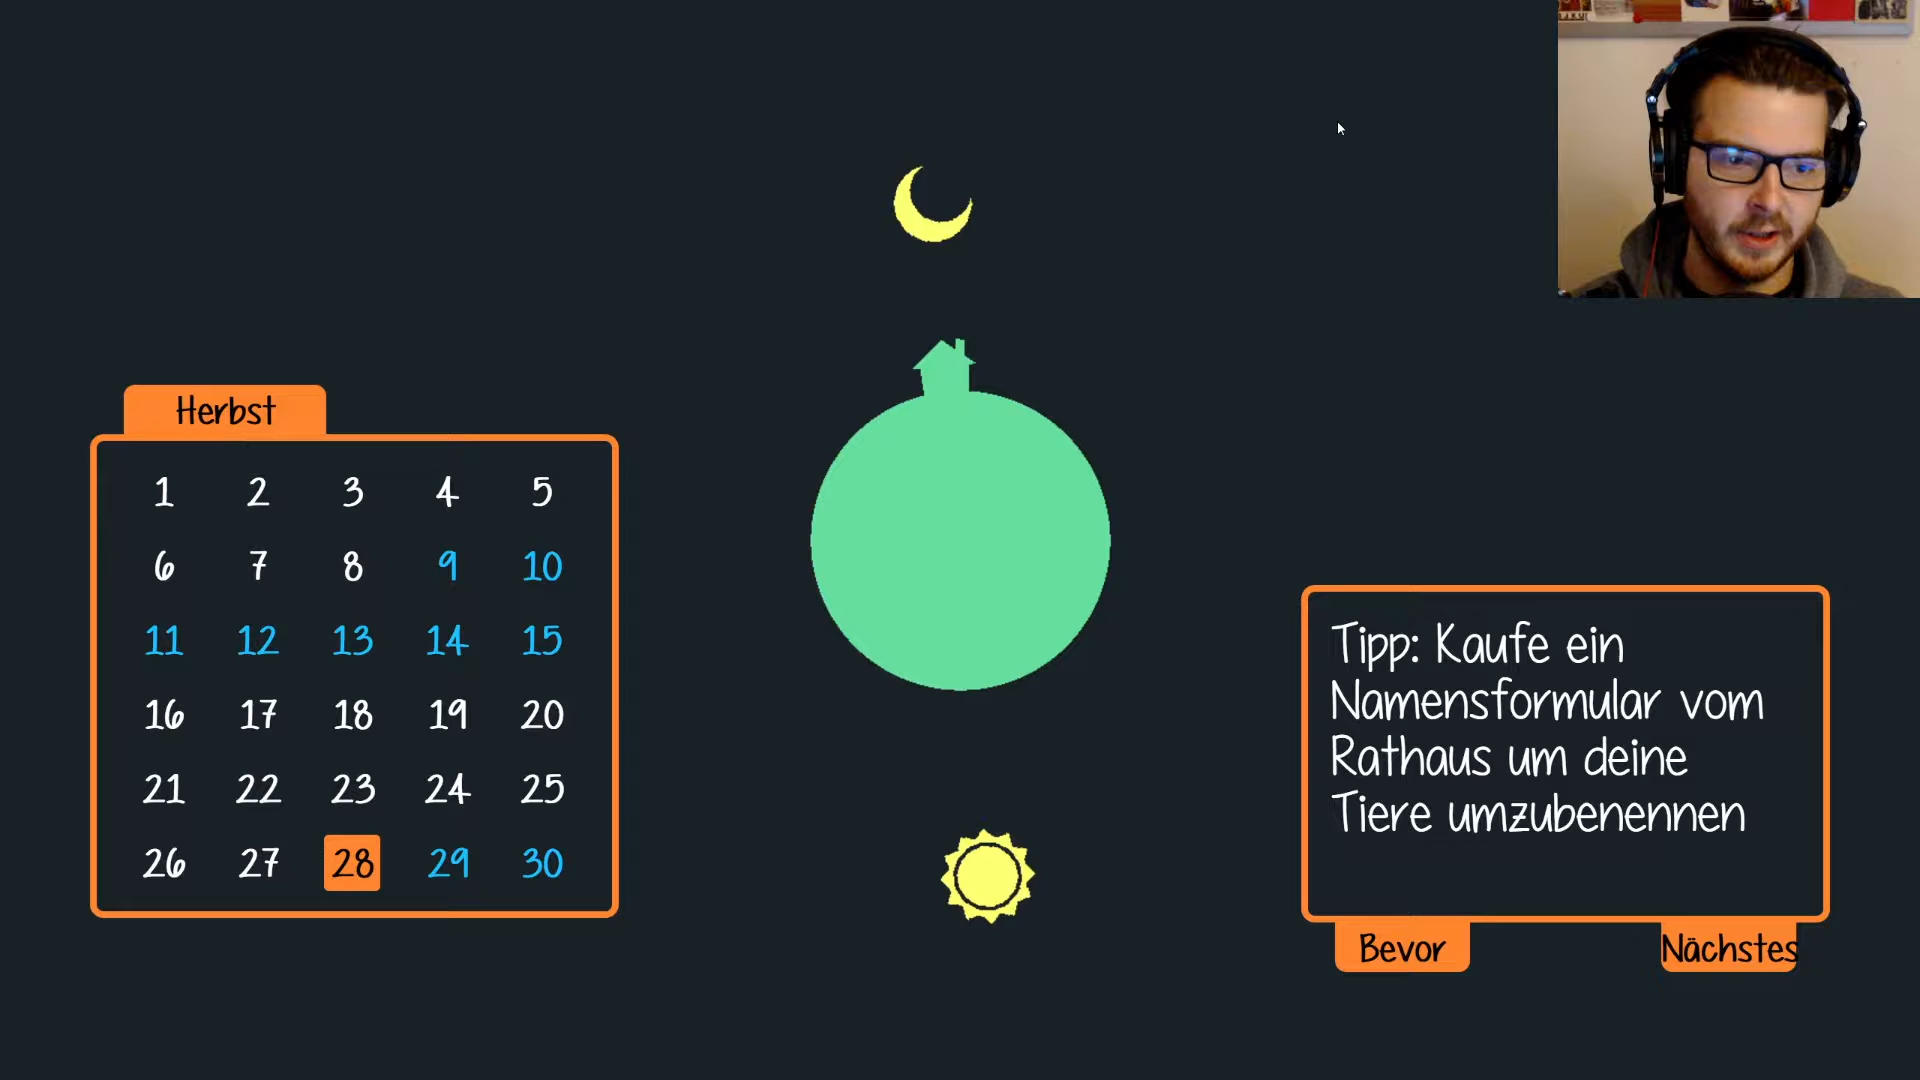 Herbst
1 2 3 4 5
6 7 8 9 10
11 12 13 14 15
16 17 18 19 20
21 22 23 24 25
26 27 28 29 30
Tipp: Kaufe ein
Namensformular vom
Rathaus um deine
Tiere umzubenennen
Bevor
Nächstes